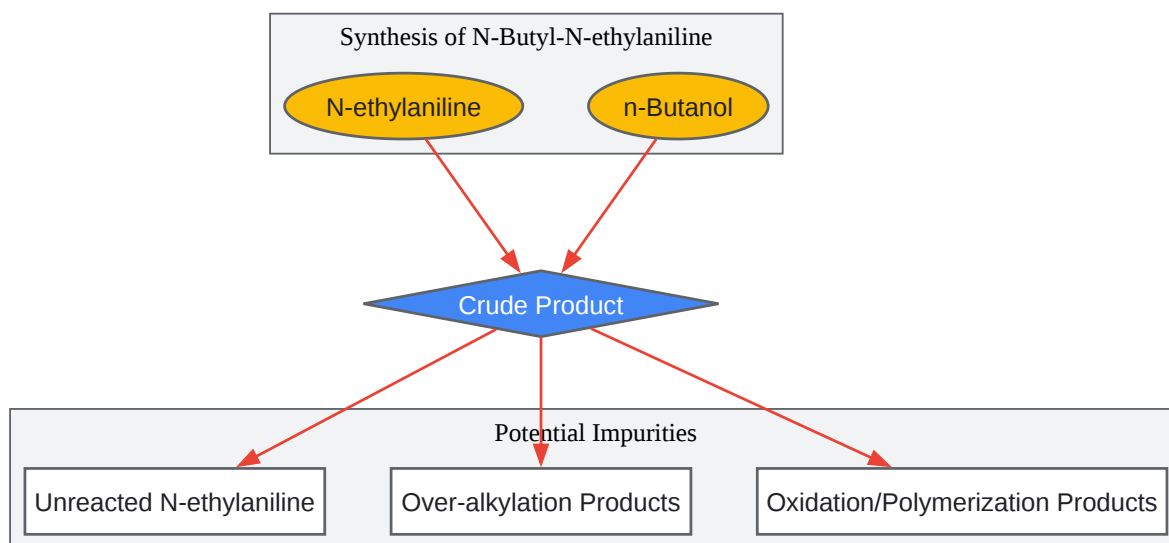 Synthesis of N-Butyl-N-ethylaniline
N-ethylaniline
n-Butanol
Crude Product
Potential Impurities
Unreacted N-ethylaniline
Over-alkylation Products
Oxidation/Polymerization Products